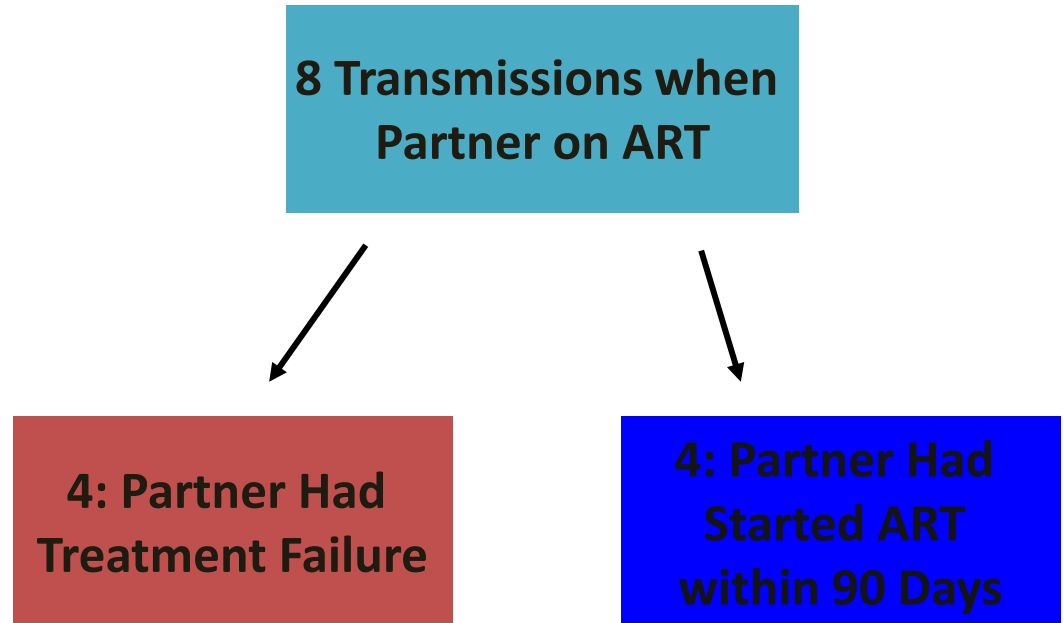 8 Transmissions when
Partner on ART
4: Partner Had
Treatment Failure
4: Partner Had
Started ART
within 90 Days